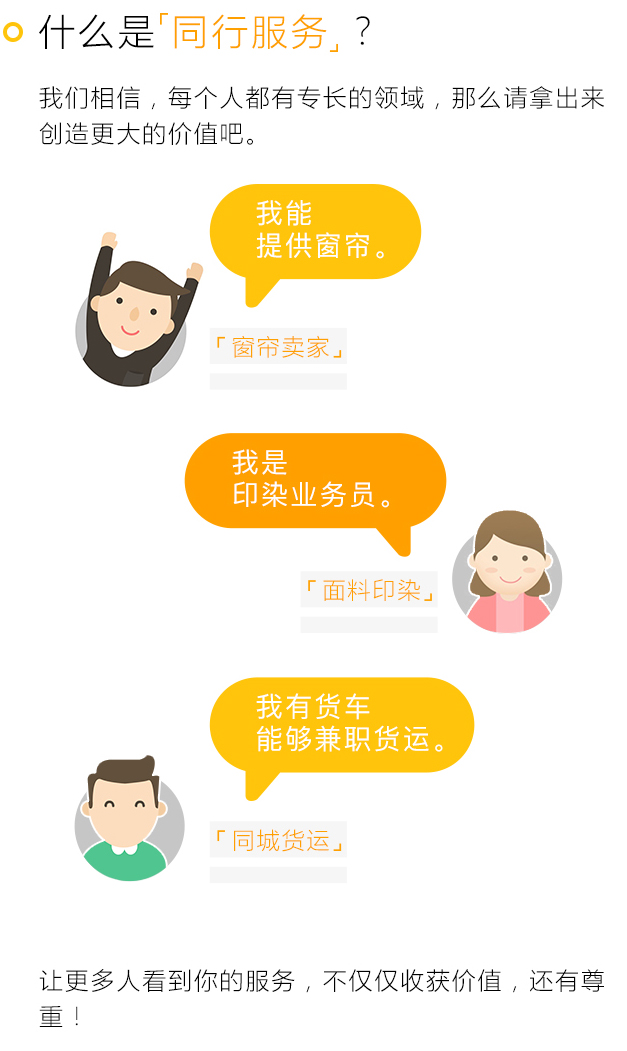 什么是「同行服务」？
我们相信，每个人都有专长的领域，那么请拿出来
创造更大的价值吧。
我能
提供窗帘。
「窗帘卖家」
我是
印染业务员。
「面料印染」
我有货车
能够兼职货运。
「同城货运」
让更多人看到你的服务，不仅仅收获价值，还有尊
重！